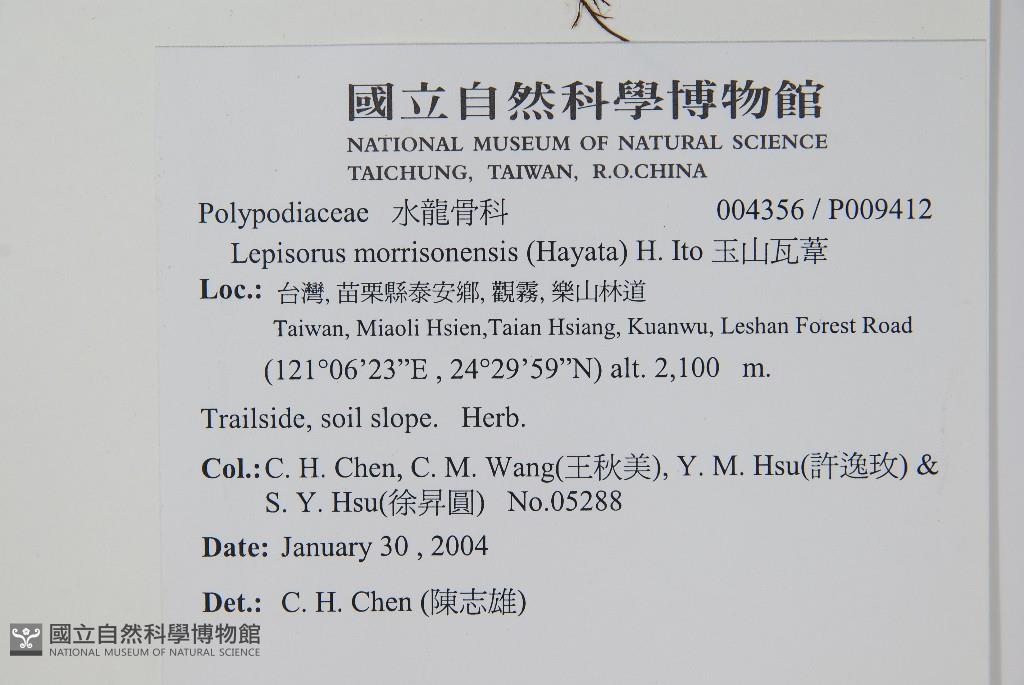 國立自然科學博物館
NATIONAL MUSEUM OF NATURAL SCIENCE
TAICHUNG, TAIWAN, R.O.CHINA
Polypodiaceae 水龍骨科 004356 / P009412
Lepisorus morrisonensis (Hayata) H. Ito 玉山瓦葦
Loc.: 台灣, 苗栗縣泰安鄉, 觀霧, 樂山林道
Taiwan, Miaoli Hsien,Taian Hsiang, Kuanwu, Leshan Forest Road
(121°06’23”E , 24°29’59”N) alt. 2,100 m.
Trailside, soil slope. Herb.
Col.: C. H. Chen, C. M. Wang(王秋美), Y. M. Hsu(許逸玫) &
S. Y. Hsu(徐昇圓) No.05288
Date: January 30 , 2004
Det.: C. H. Chen (陳志雄)
國立自然科學博物館
NATIONAL MUSEUM OF NATURAL SCIENCE